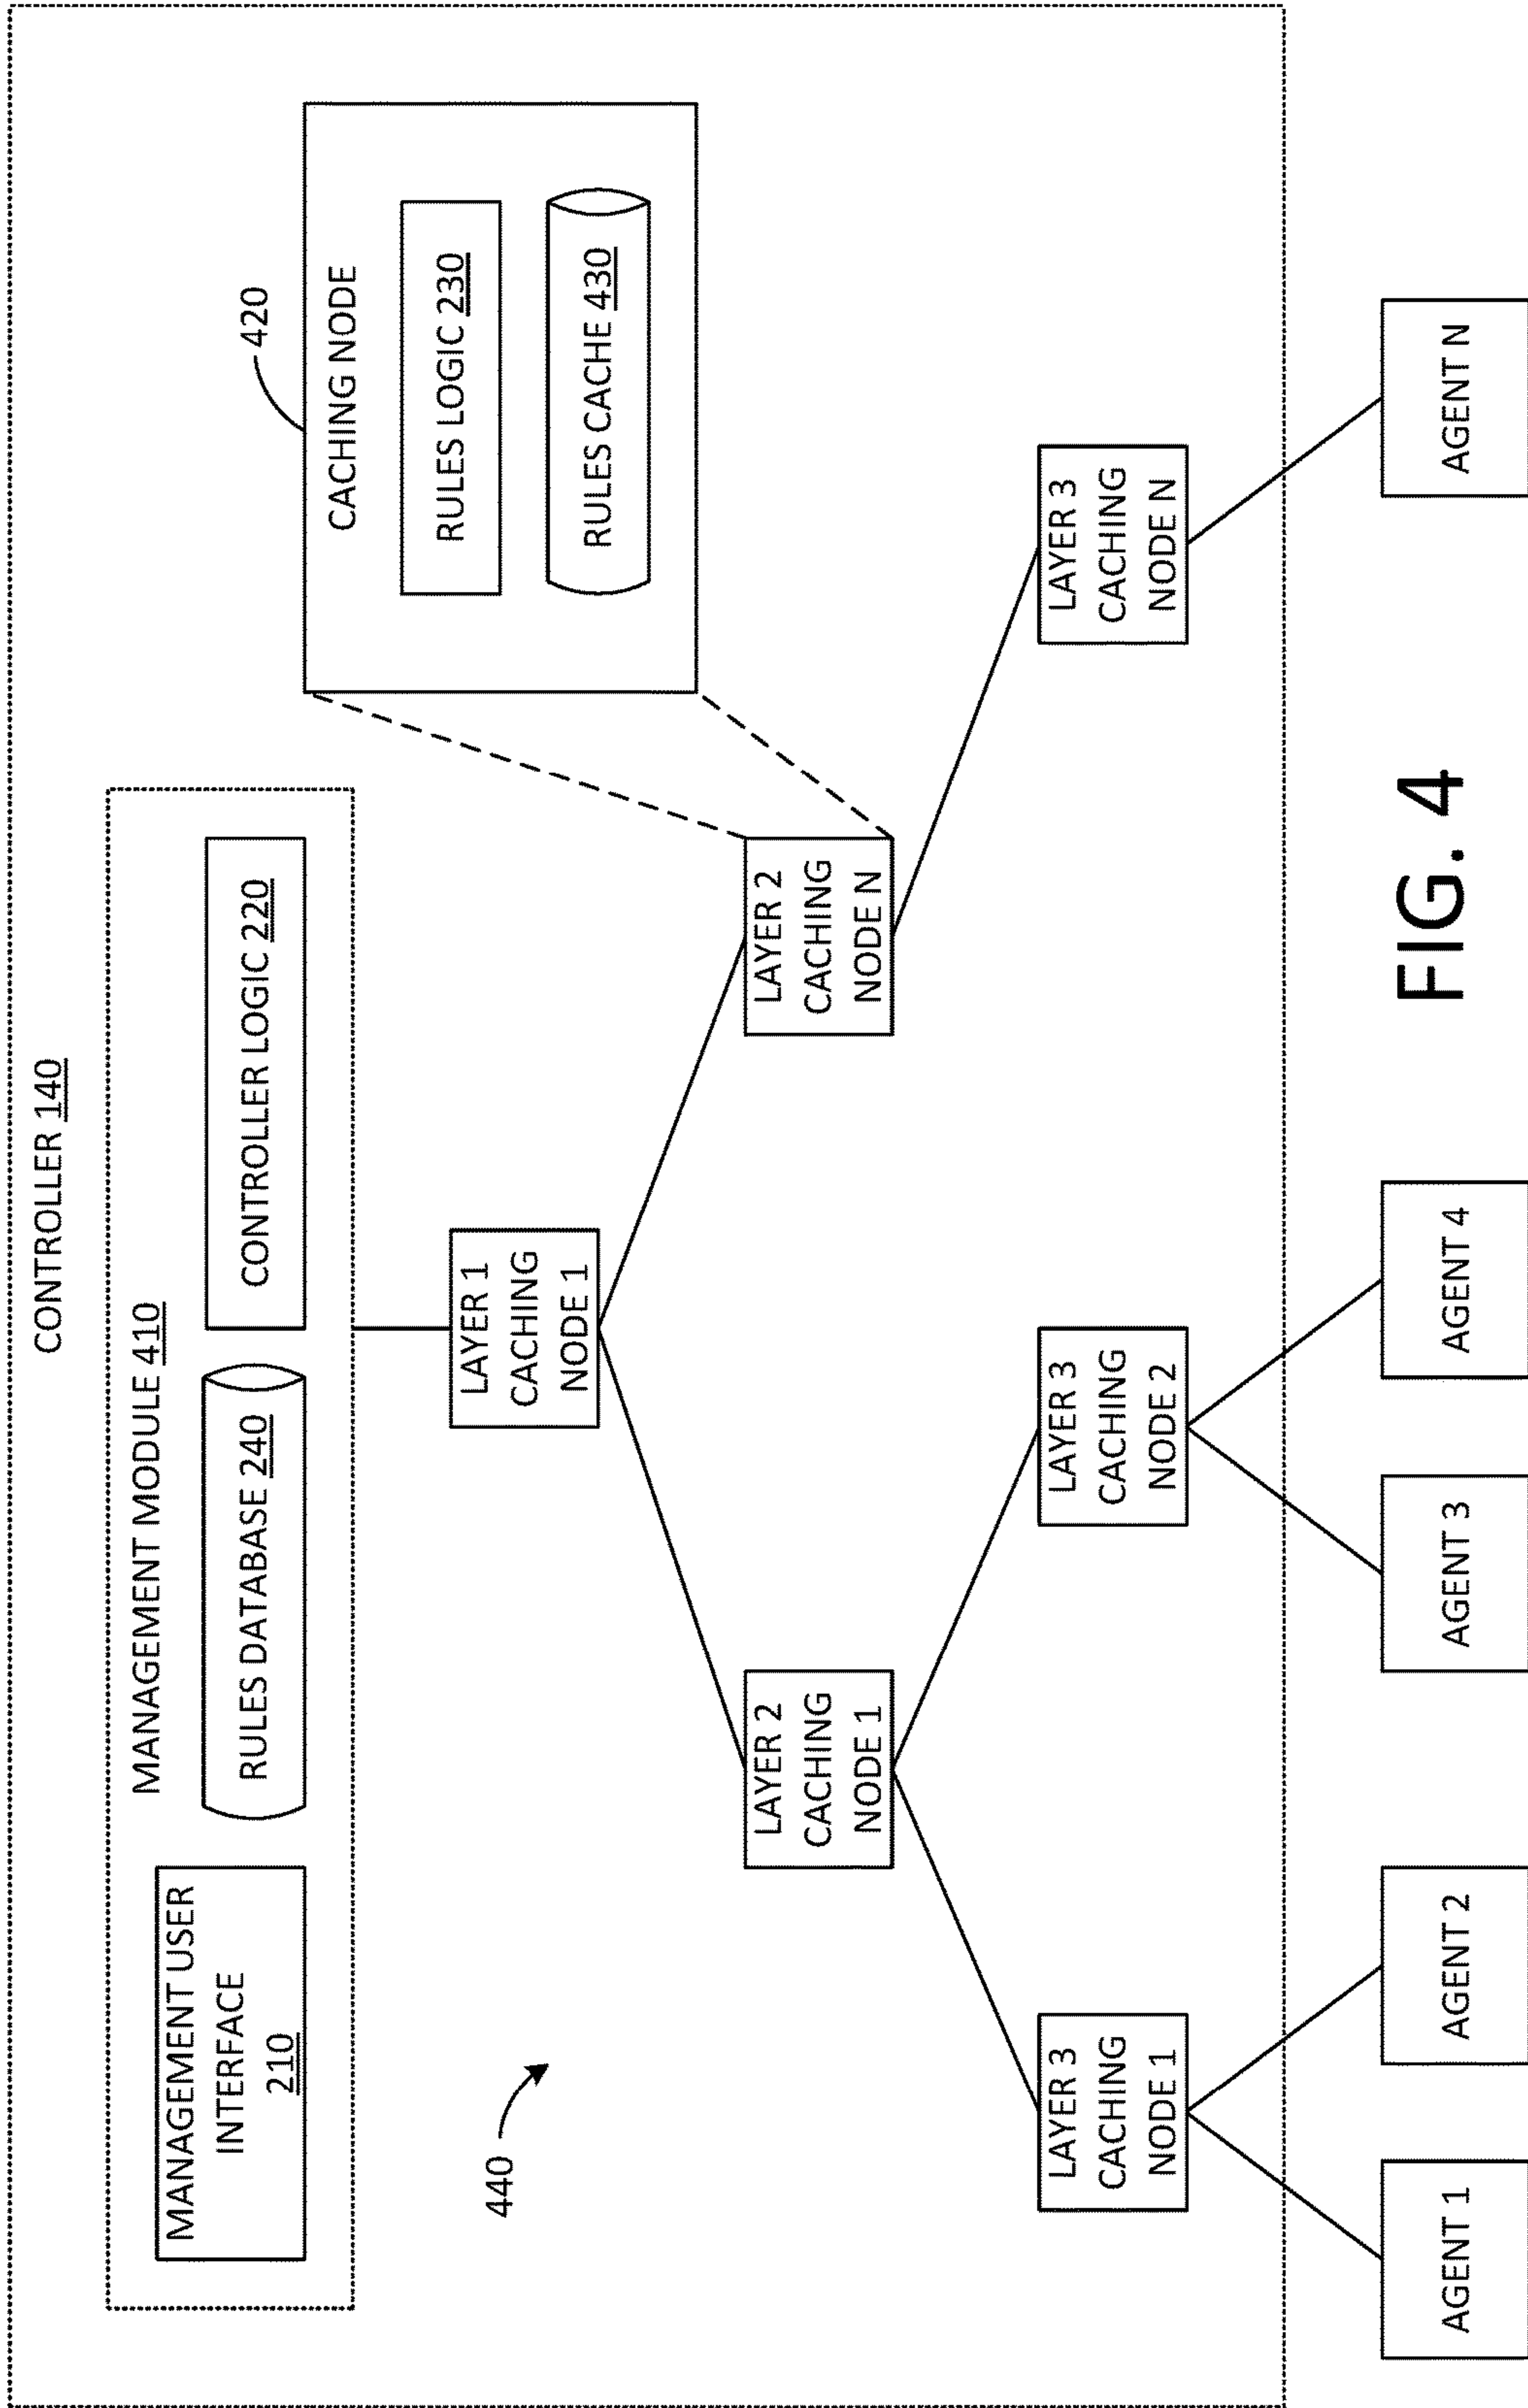 CONTROLLER 140
MANAGEMENT MODULE 410
MANAGEMENT USER
INTERFACE
210
RULES DATABASE 240
CONTROLLER LOGIC 220
420
CAChING NODE
RULES LOGIC 230
RULES CACHE 430
440
LAYER 1
CACHING
NODE 1
LAYER 2
CACHING
NODE 1
LAYER 2
CACHING
NODE N
LAYER 3
CACHING
NODE 1
LAYER 3
CACHING
NODE 2
LAYER 3
CACHING
NODE N
AGENT 1
AGENT 2
AGENT 3
AGENT 4
AGENT N
FIG. 4